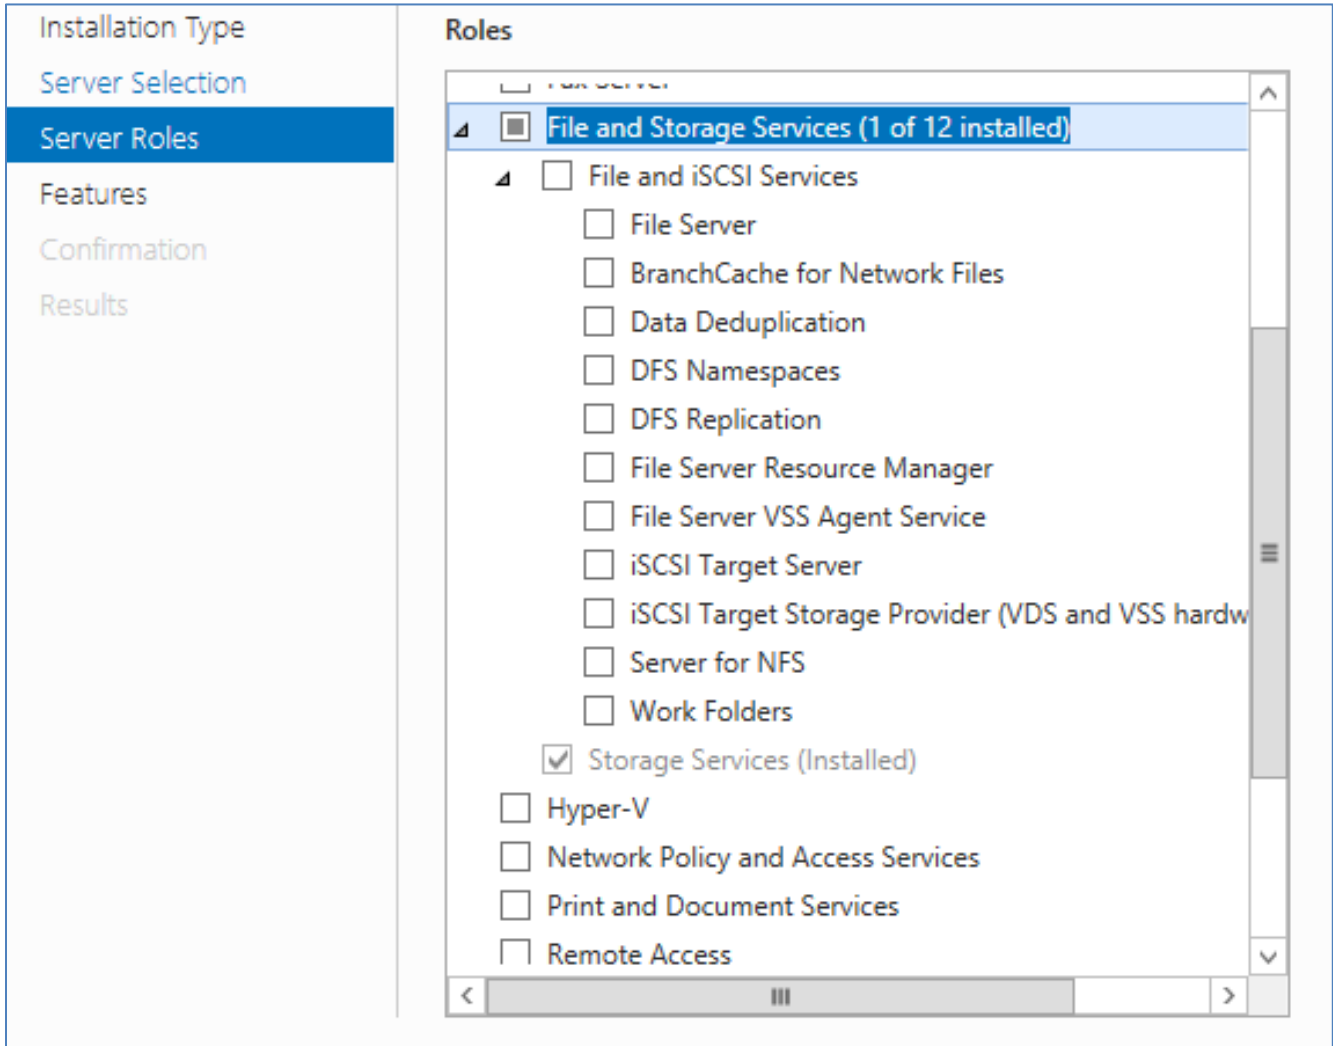 Installation Type
Server Selection
Server Roles
Features
Confirmation
Results
Roles
Fax Server
File and Storage Services (1 of 12 installed)
File and iSCSI Services
File Server
BranchCache for Network Files
Data Deduplication
DFS Namespaces
DFS Replication
File Server Resource Manager
File Server VSS Agent Service
iSCSI Target Server
iSCSI Target Storage Provider (VDS and VSS hardw
Server for NFS
Work Folders
Storage Services (Installed)
Hyper-V
Network Policy and Access Services
Print and Document Services
Remote Access